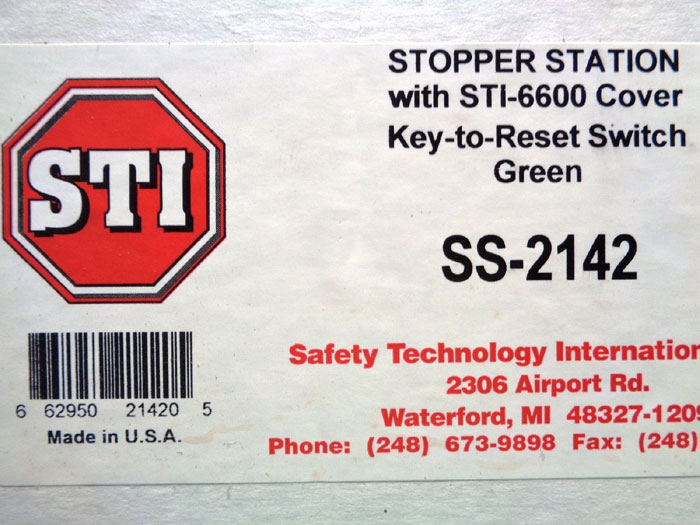 STOPPER STATION
with STI-6600 Cover
Key-to-Reset Switch
Green
STI
SS-2142
6 62950 21420 5
Made in U.S.A.
Safety Technology Internation
2306 Airport Rd.
Waterford, MI 48327-1209
Phone: (248) 673-9898 Fax: (248)